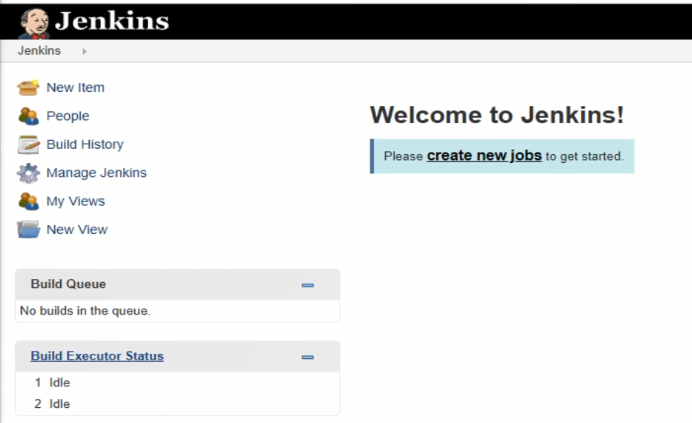 Jenkins
Jenkins
New Item
People
Build History
Manage Jenkins
My Views
New View
Build Queue
No builds in the queue.
Build Executor Status
1 Idle
2 Idle
Welcome to Jenkins!
Please create new jobs to get started.